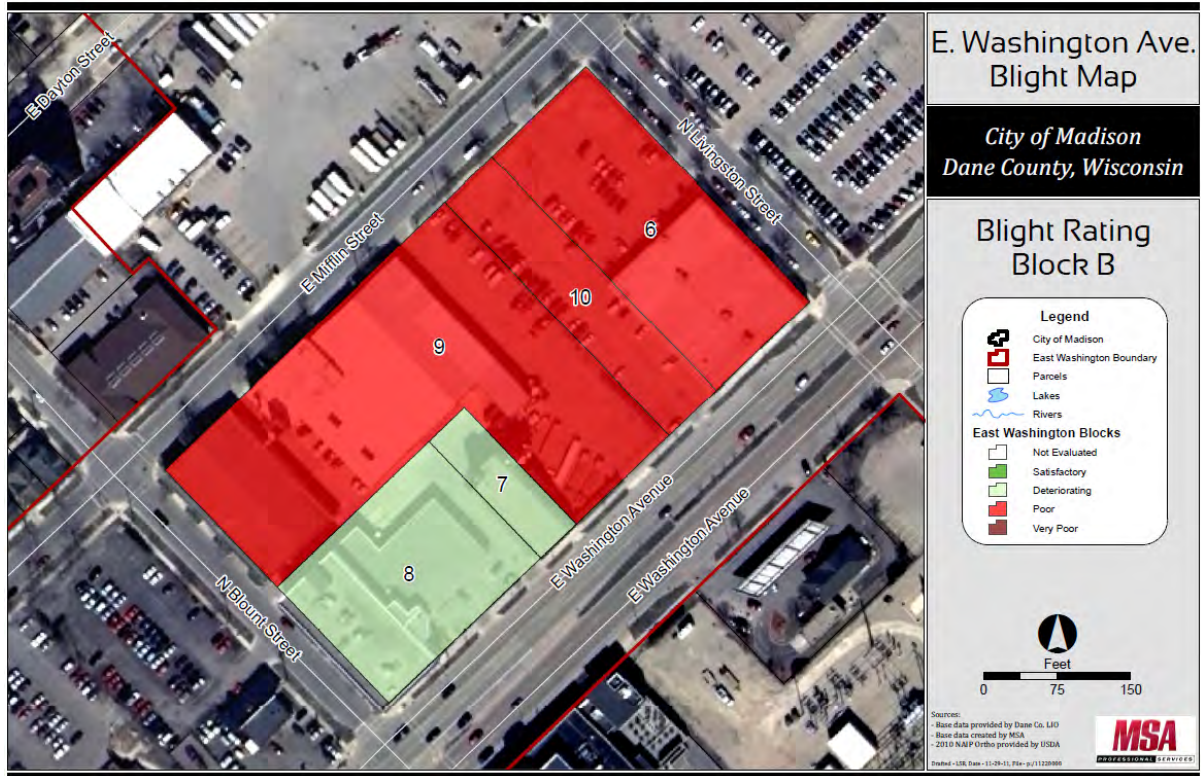 E Dayton Street
E Mifflin Street
N Livingston Street
6
10
9
7
8
N Blount Street
E Washington Avenue
E Washington Avenue
E. Washington Ave.
Blight Map
City of Madison
Dane County, Wisconsin
Blight Rating
Block B
Legend
City of Madison
East Washington Boundary
Parcels
Lakes
Rivers
East Washington Blocks
Not Evaluated
Satisfactory
Deteriorating
Poor
Very Poor
Feet
0 75 150
Sources:
- Base data provided by Dane Co. LIO
- Base data created by MSA
- 2010 NAIP Ortho provided by USDA
MSA
PROFESSIONAL SERVICES